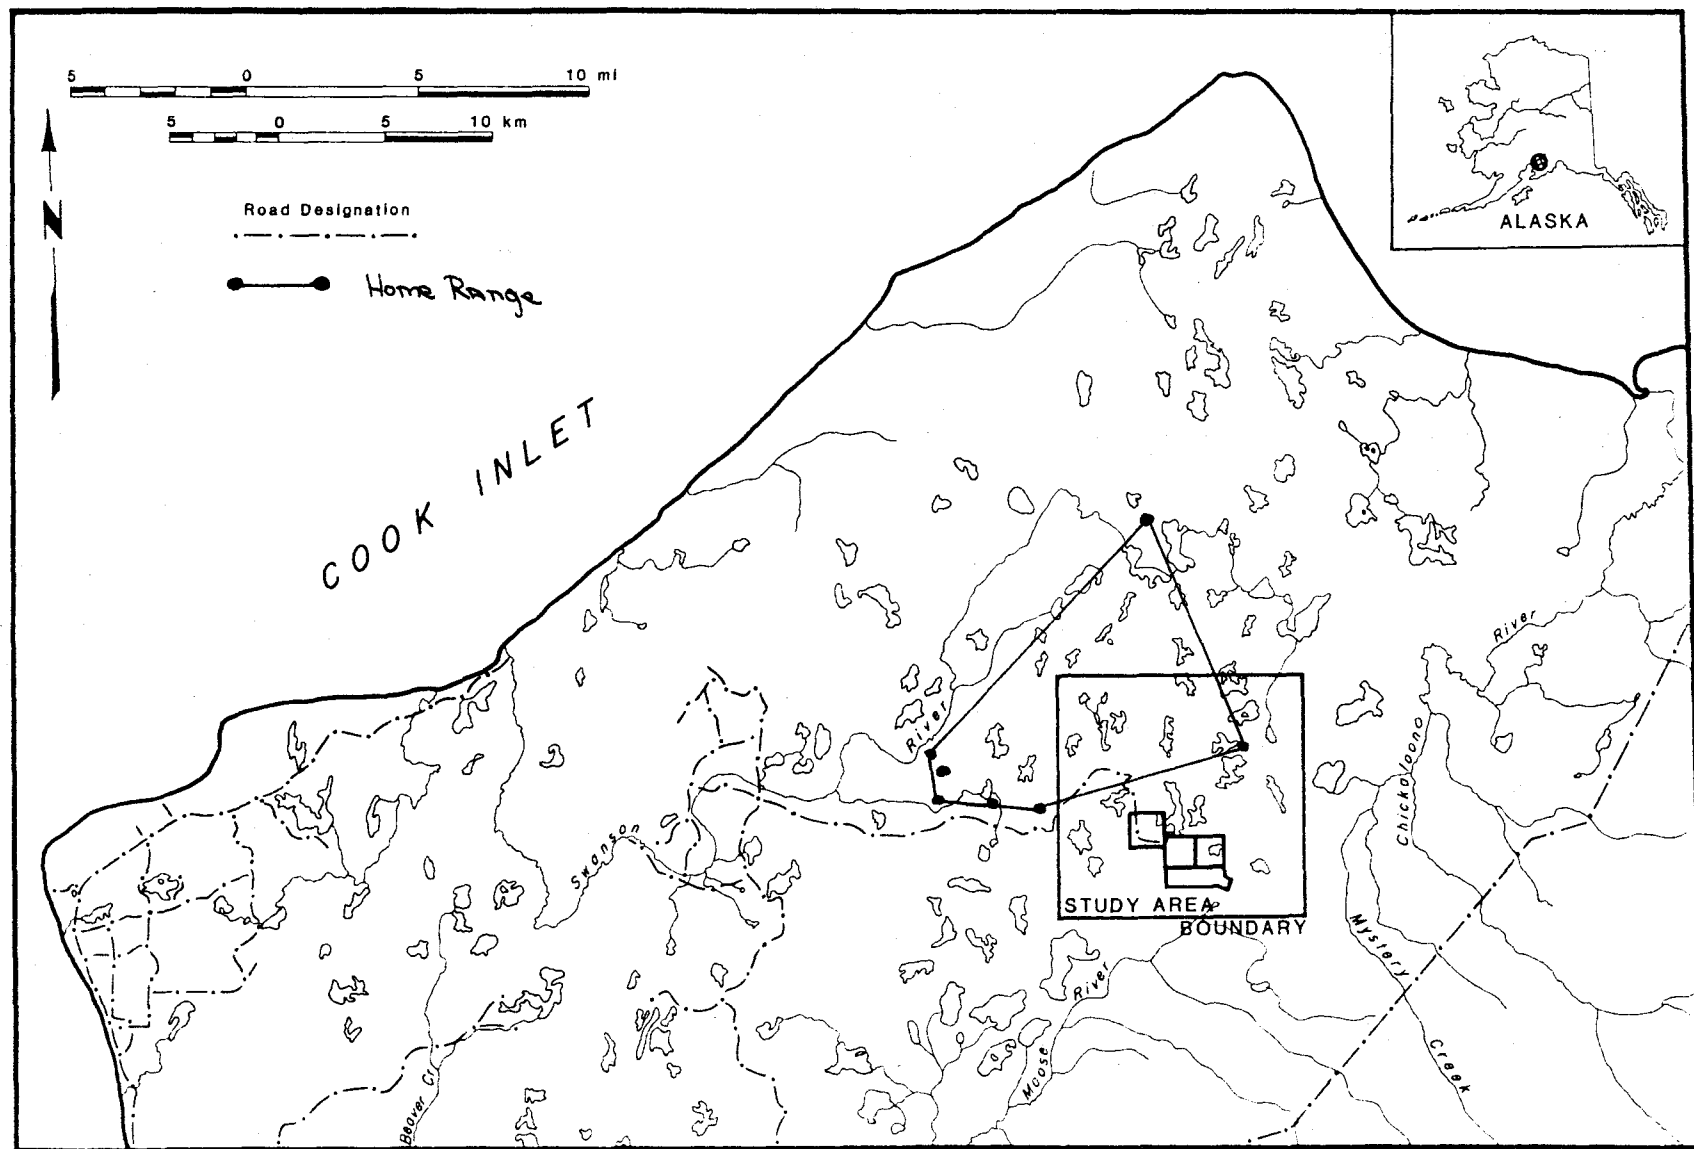 5 0 5 10 mi
5 0 5 10 km
N
Road Designation
Home Range
ALASKA
COOK INLET
River
River
Chickaloono
Swanson
STUDY AREA
BOUNDARY
Mystery
Creek
River
Moose
Beaver Cr